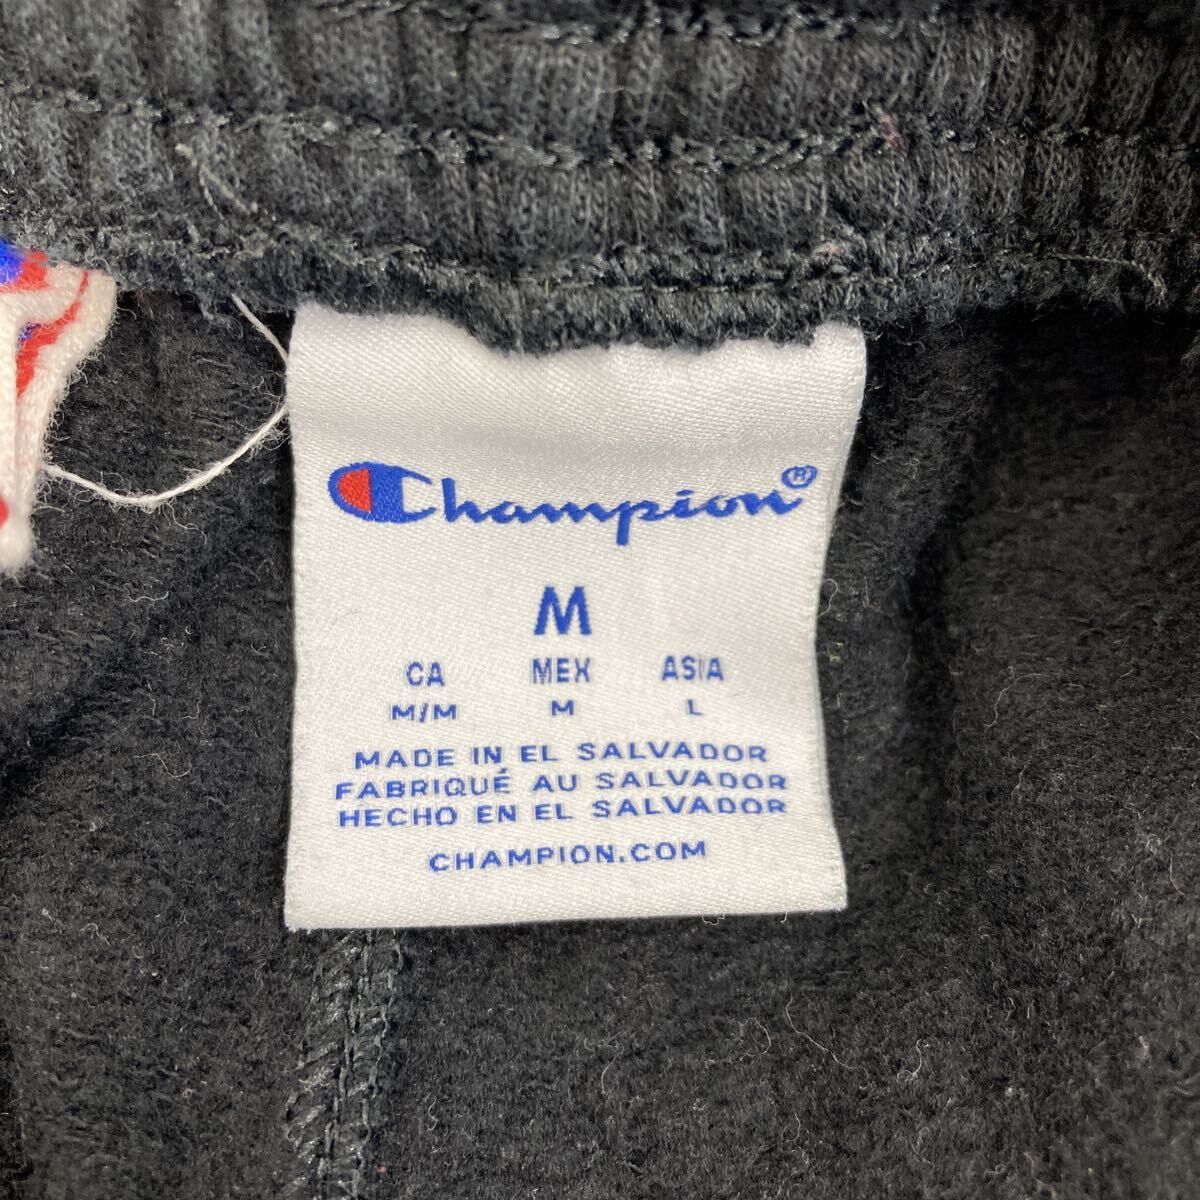 Champion®
M
CA MEX ASIA
M/M M L
MADE IN EL SALVADOR
FABRIQUÉ AU SALVADOR
HECHO EN EL SALVADOR
CHAMPION.COM